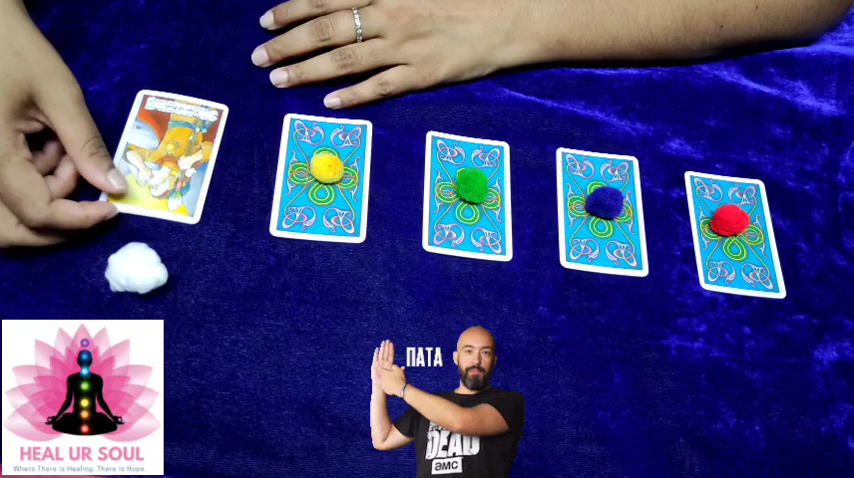 ПАТА
DEAD
AMC
HEAL UR SOUL
Where There is Healing, There is Hope.